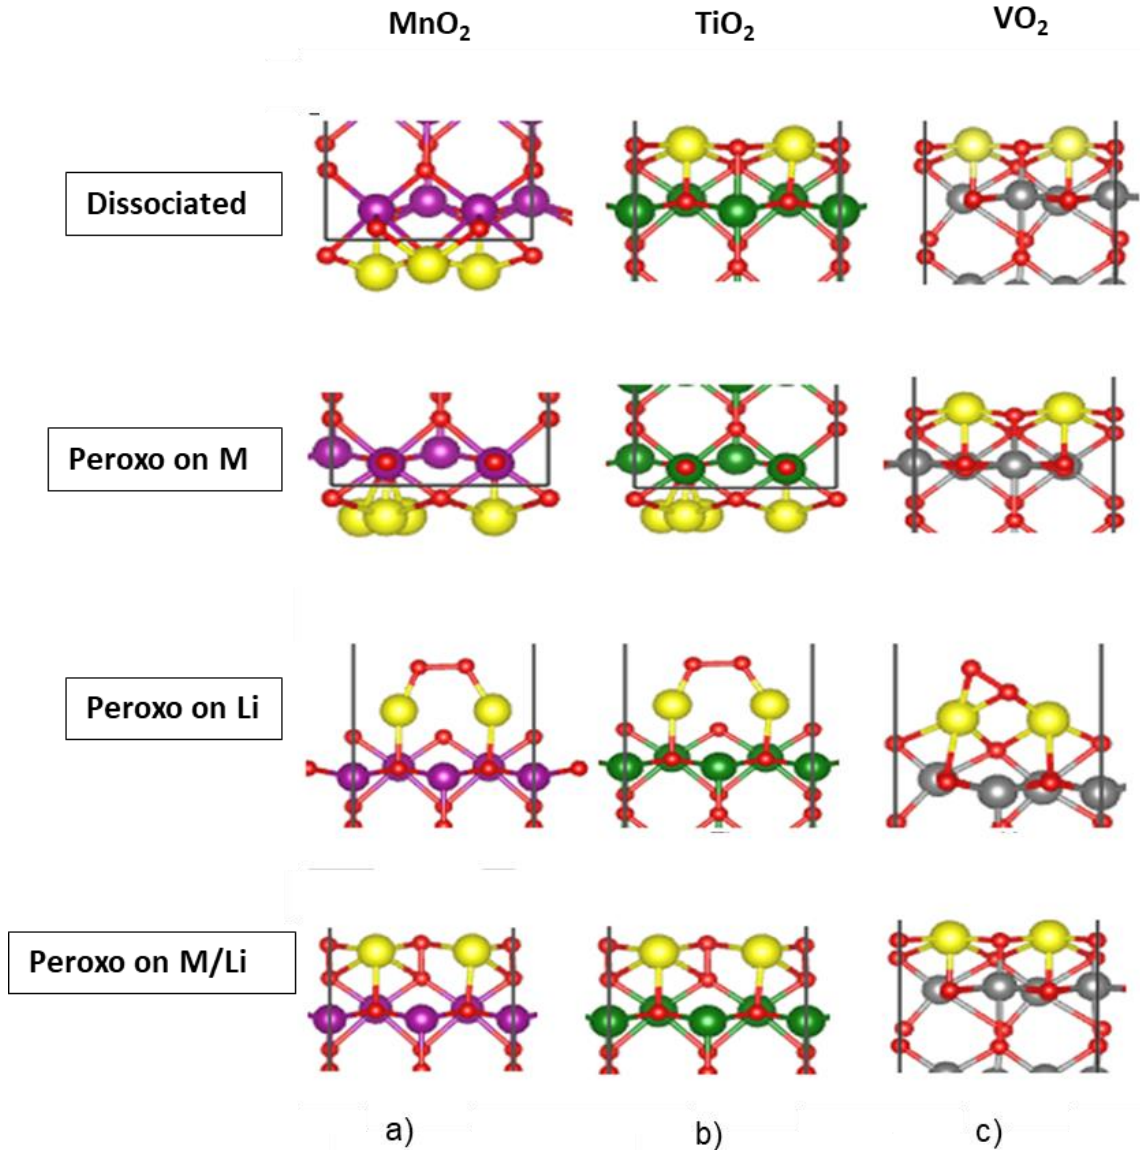 MnO₂ TiO₂ VO₂
Dissociated
Peroxo on M
Peroxo on Li
Peroxo on M/Li
a) b) c)